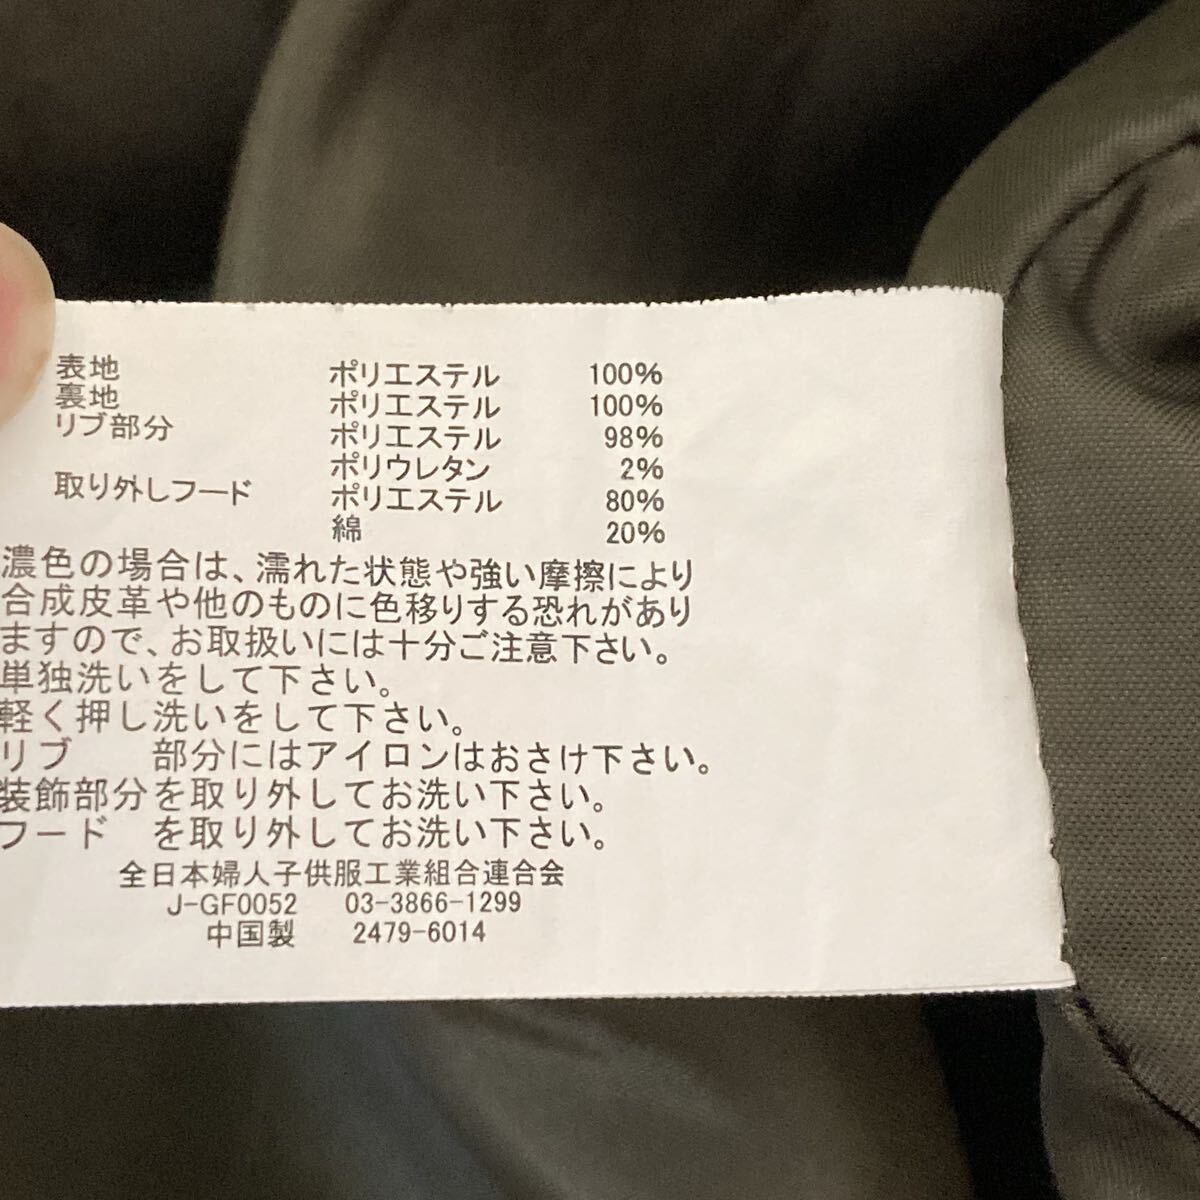 表地 ポリエステル 100%
裏地 ポリエステル 100%
リブ部分 ポリエステル 98%
ポリウレタン 2%
取り外しフード ポリエステル 80%
綿 20%
濃色の場合は、濡れた状態や強い摩擦により
合成皮革や他のものに色移りする恐れがあり
ますので、お取扱いには十分ご注意下さい。
単独洗いをして下さい。
軽く押し洗いをして下さい。
リブ 部分にはアイロンはおさけ下さい。
装飾部分を取り外してお洗い下さい。
フード を取り外してお洗い下さい。
全日本婦人子供服工業組合連合会
J-GF0052 03-3866-1299
中国製 2479-6014